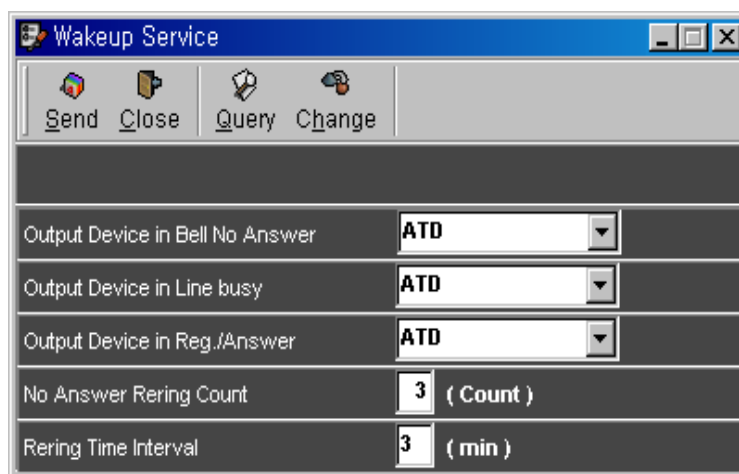 Wakeup Service
Send Close Query Change
Output Device in Bell No Answer ATD
Output Device in Line busy ATD
Output Device in Reg./Answer ATD
No Answer Rering Count 3 ( Count )
Rering Time Interval 3 ( min )